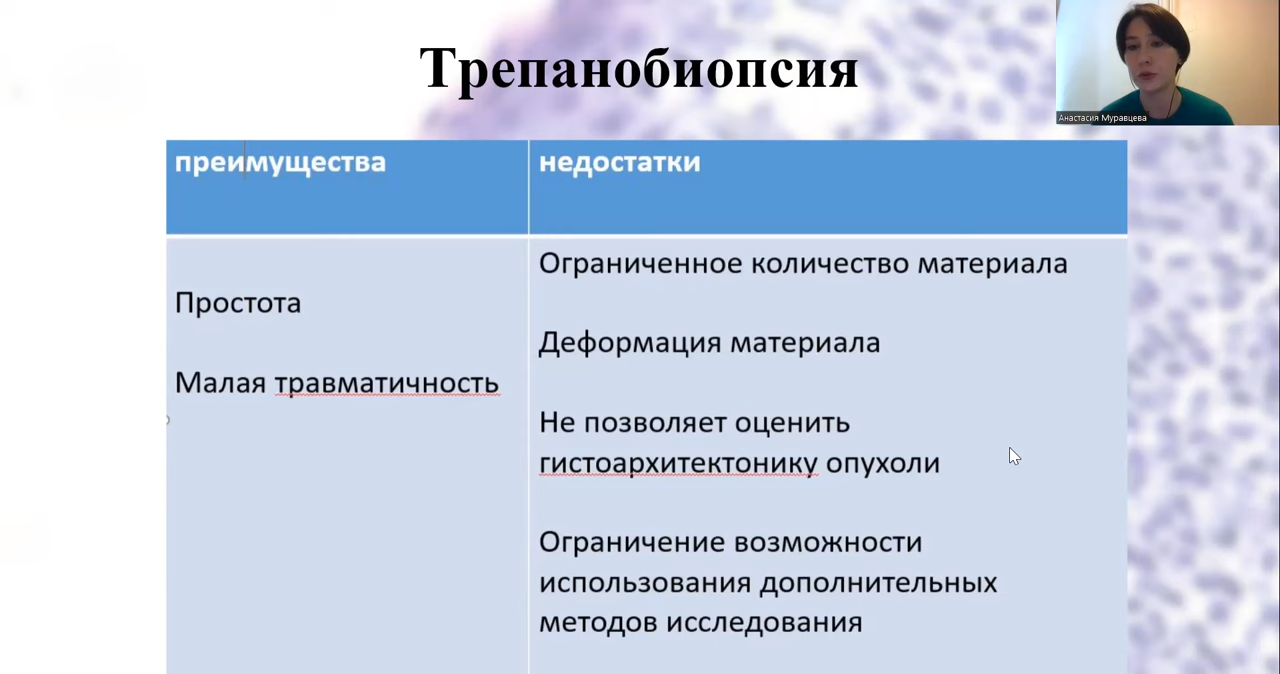 Трепанобиопсия
Анастасия Муравцева
преимущества
недостатки
Простота
Малая травматичность
Ограниченное количество материала
Деформация материала
Не позволяет оценить
гистоархитектонику опухоли
Ограничение возможности
использования дополнительных
методов исследования